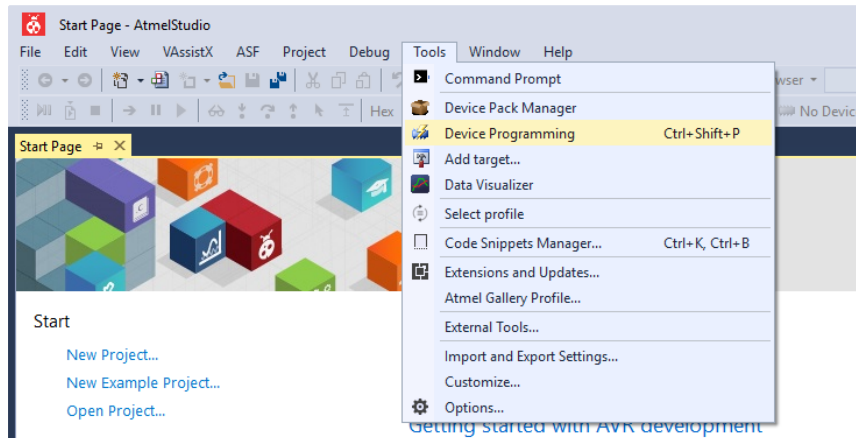 Start Page - AtmelStudio
File Edit View VAssistX ASF Project Debug Tools Window Help
Hex
No Devic
Start Page
Command Prompt
Device Pack Manager
Device Programming Ctrl+Shift+P
Add target...
Data Visualizer
Select profile
Code Snippets Manager... Ctrl+K, Ctrl+B
Extensions and Updates...
Atmel Gallery Profile...
External Tools...
Import and Export Settings...
Customize...
Options...
Start
New Project...
New Example Project...
Open Project...
Getting started with AVR development